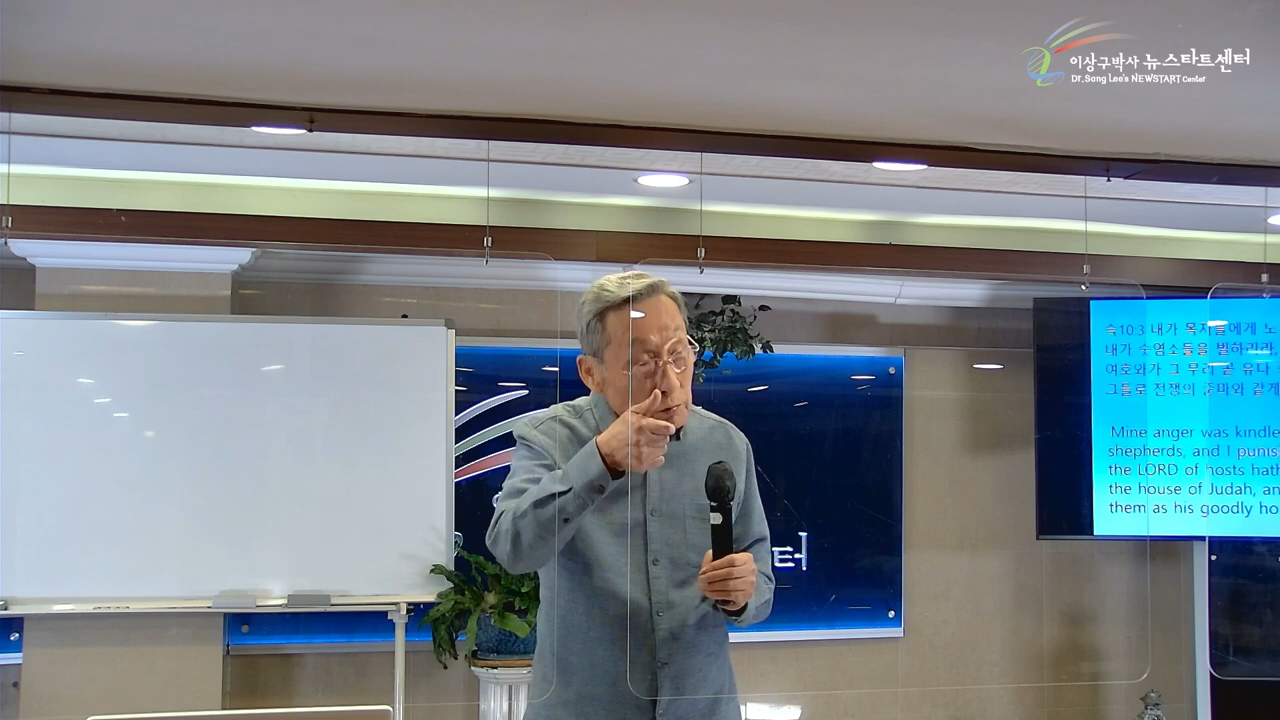 이상구박사 뉴스타트센터
Dr. Sang Lee's NEWSTART Center
슥10:3 내가 목자들에게 노
내가 숫염소들을 벌하리라
여호와가 그 무리 곧 유다
그들로 전쟁의 준마와 같게
Mine anger was kindle
shepherds, and I punis
the LORD of hosts hath
the house of Judah, an
them as his goodly ho
터